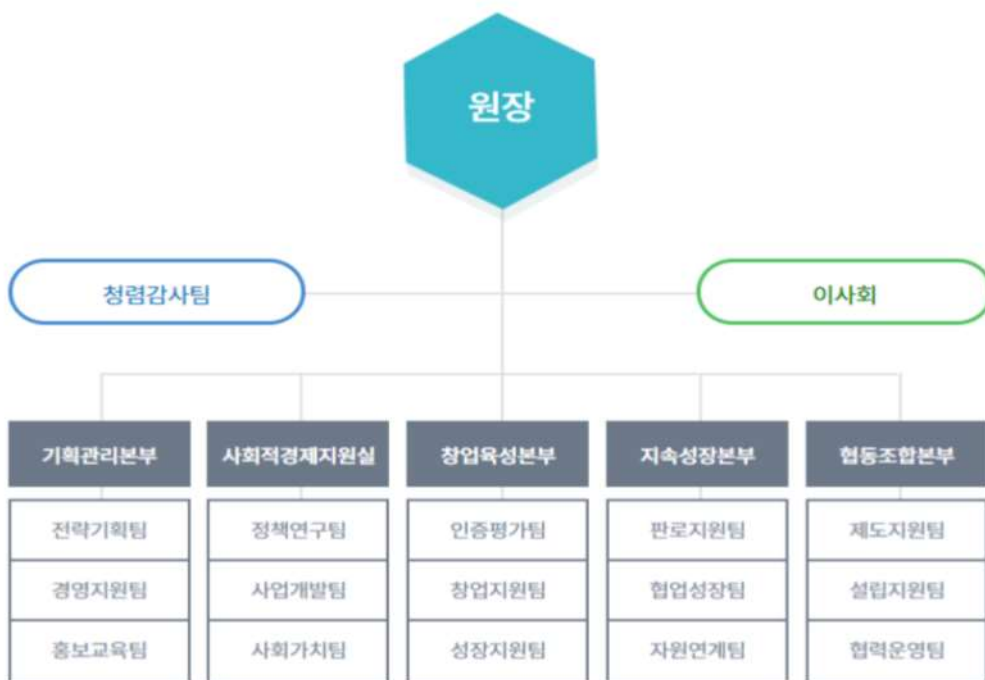 원장
청렴감사팀 이사회
기획관리본부 사회적경제지원실 창업육성본부 지속성장본부 협동조합본부
전략기획팀 정책연구팀 인증평가팀 판로지원팀 제도지원팀
경영지원팀 사업개발팀 창업지원팀 협업성장팀 설립지원팀
홍보교육팀 사회가치팀 성장지원팀 자원연계팀 협력운영팀